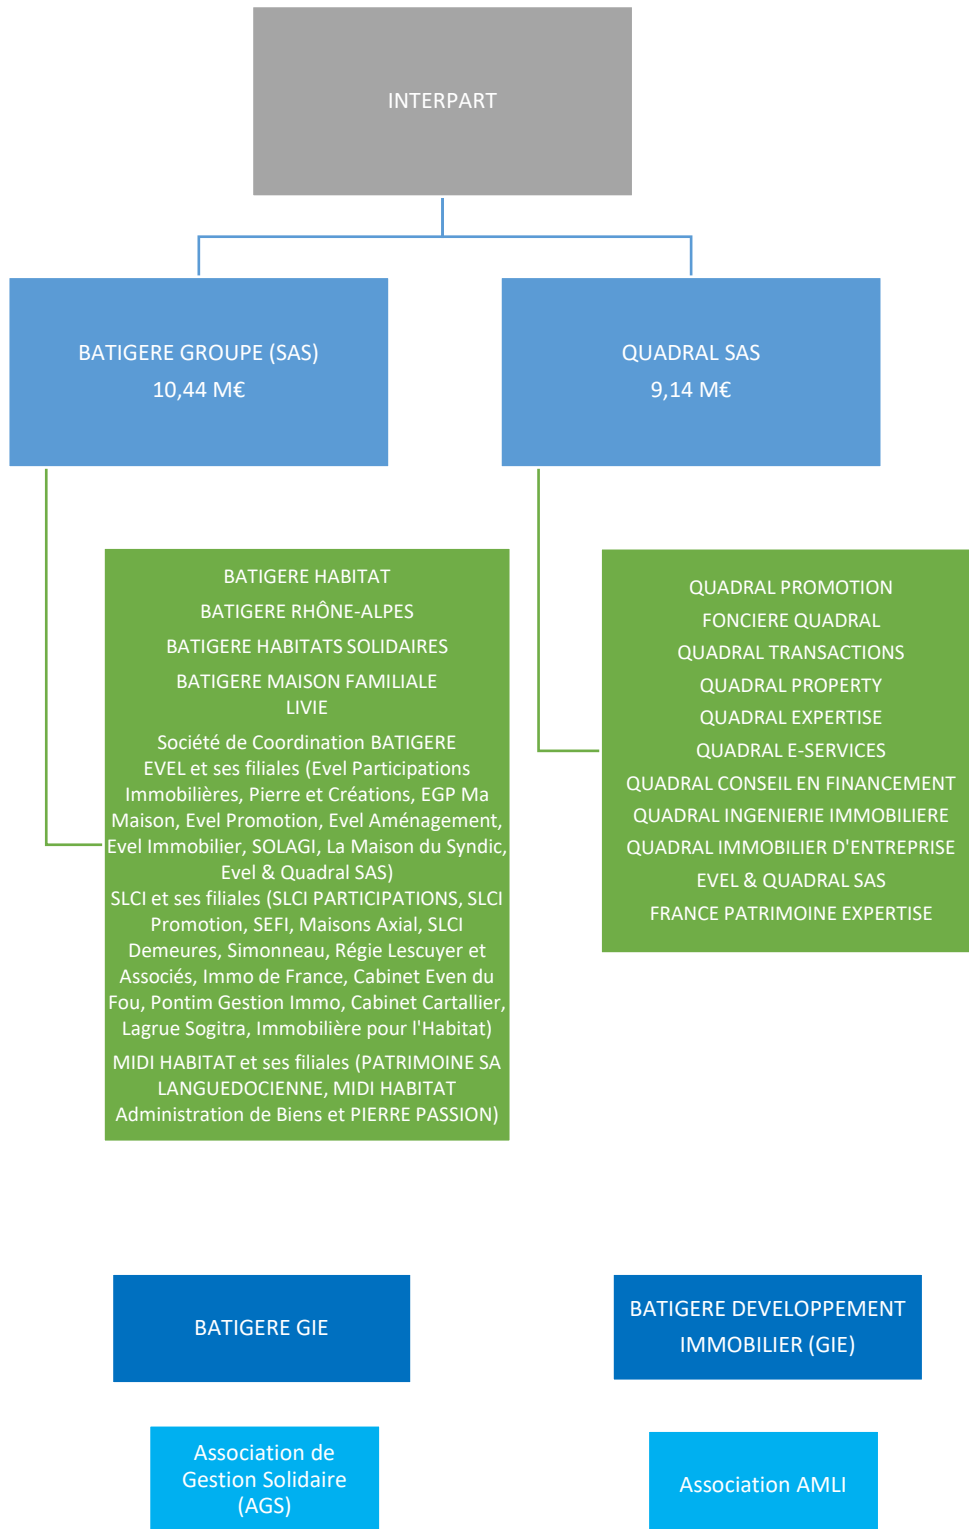 INTERPART
BATIGERE GROUPE (SAS)
10,44 M€
QUADRAL SAS
9,14 M€
BATIGERE HABITAT
BATIGERE RHÔNE-ALPES
BATIGERE HABITATS SOLIDAIRES
BATIGERE MAISON FAMILIALE
LIVIE
Société de Coordination BATIGERE
EVEL et ses filiales (Evel Participations
Immobilières, Pierre et Créations, EGP Ma
Maison, Evel Promotion, Evel Aménagement,
Evel Immobilier, SOLAGI, La Maison du Syndic,
Evel & Quadral SAS)
SLCI et ses filiales (SLCI PARTICIPATIONS, SLCI
Promotion, SEFI, Maisons Axial, SLCI
Demeures, Simonneau, Régie Lescuyer et
Associés, Immo de France, Cabinet Even du
Fou, Pontim Gestion Immo, Cabinet Cartallier,
Lagrue Sogitra, Immobilière pour l'Habitat)
MIDI HABITAT et ses filiales (PATRIMOINE SA
LANGUEDOCIENNE, MIDI HABITAT
Administration de Biens et PIERRE PASSION)
QUADRAL PROMOTION
FONCIERE QUADRAL
QUADRAL TRANSACTIONS
QUADRAL PROPERTY
QUADRAL EXPERTISE
QUADRAL E-SERVICES
QUADRAL CONSEIL EN FINANCEMENT
QUADRAL INGENIERIE IMMOBILIERE
QUADRAL IMMOBILIER D'ENTREPRISE
EVEL & QUADRAL SAS
FRANCE PATRIMOINE EXPERTISE
BATIGERE GIE
BATIGERE DEVELOPPEMENT
IMMOBILIER (GIE)
Association de
Gestion Solidaire
(AGS)
Association AMLI